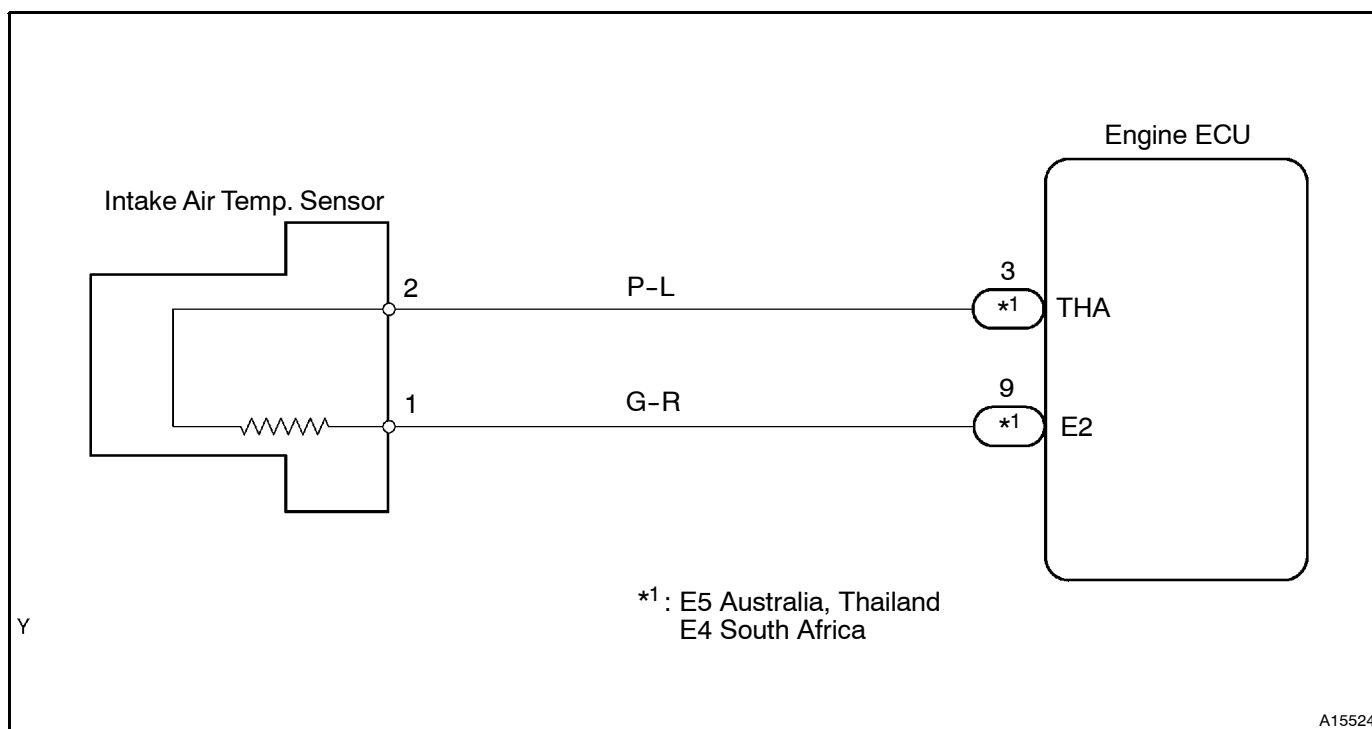 Engine ECU
Intake Air Temp. Sensor
2
P-L
3
*1
THA
1
G-R
9
*1
E2
*1 : E5 Australia, Thailand
E4 South Africa
Y
A15524